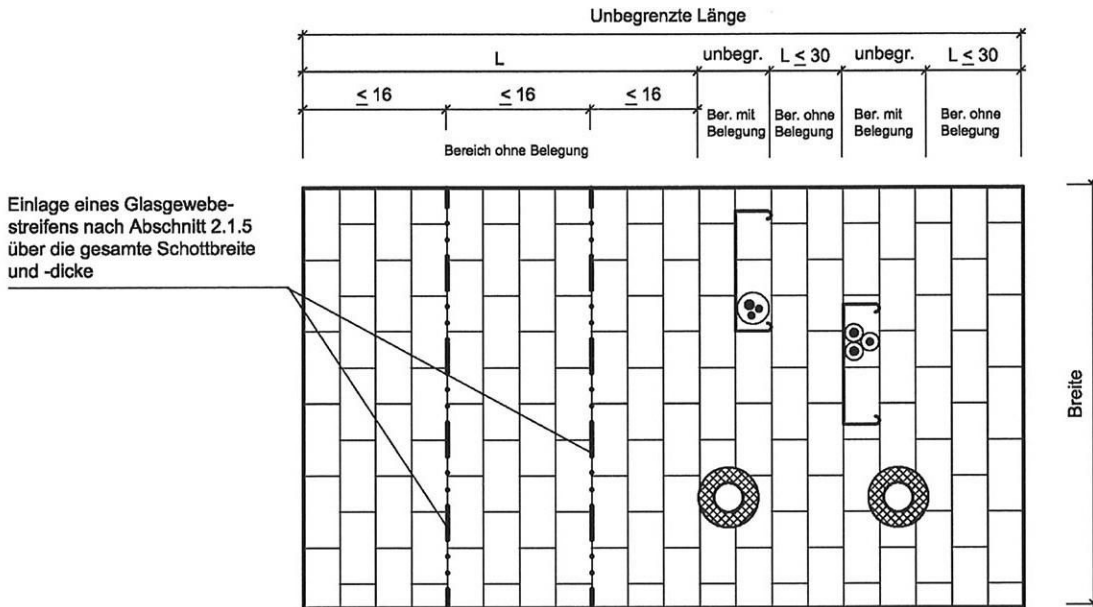 Unbegrenzte Länge
L
unbegr.
L ≤ 30
unbegr.
L ≤ 30
≤ 16
≤ 16
≤ 16
Ber. mit
Belegung
Ber. ohne
Belegung
Ber. mit
Belegung
Ber. ohne
Belegung
Bereich ohne Belegung
Einlage eines Glasgewebe-
streifens nach Abschnitt 2.1.5
über die gesamte Schottbreite
und -dicke
Breite